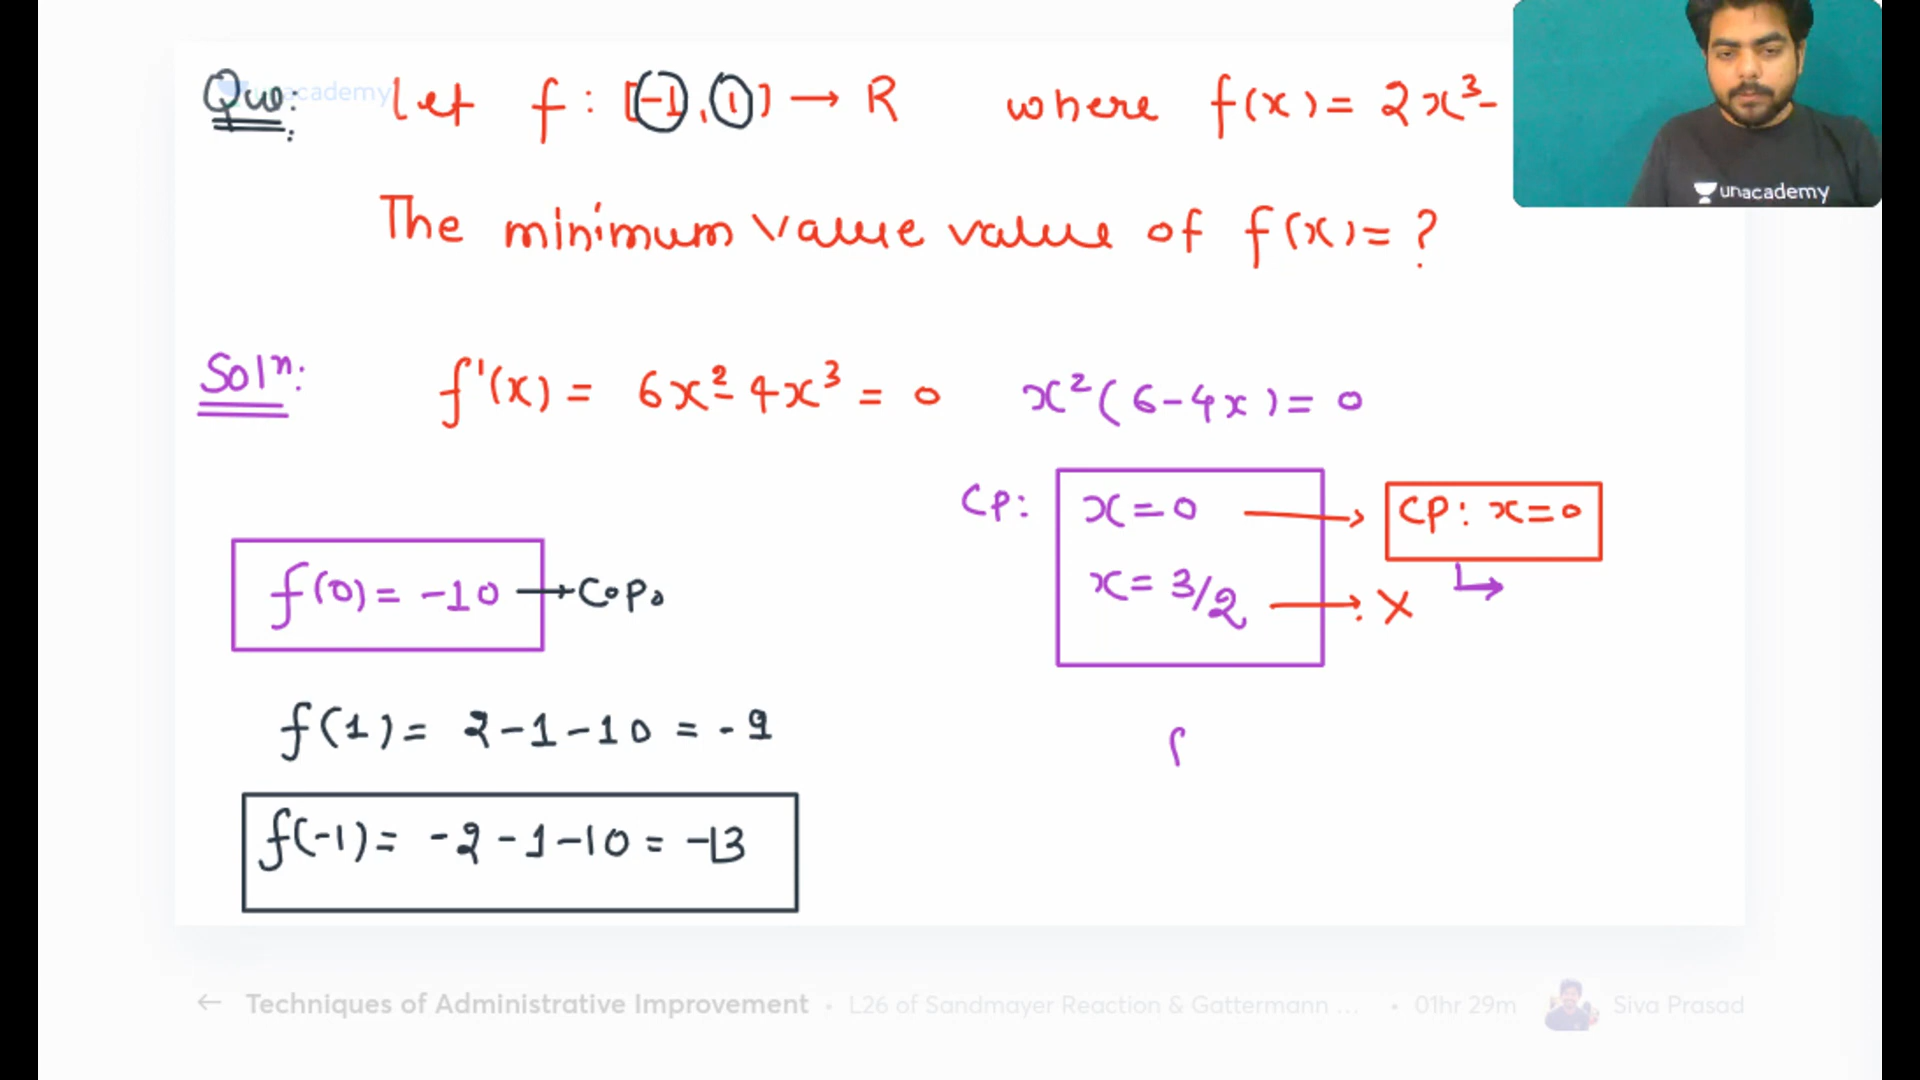 Que: Let f : [-1, 1] → R where f(x) = 2x³-
unacademy
unacademy
The minimum value value of f(x) = ?
Solⁿ: f'(x) = 6x² - 4x³ = 0 x²(6-4x) = 0
CP: x = 0 → CP: x = 0
x = 3/2 → X
f(0) = -10 → C.P.
f(1) = 2-1-10 = -9
f(-1) = -2-1-10 = -13
← Techniques of Administrative Improvement • L26 of Sandmayer Reaction & Gattermann ... • 01hr 29m Siva Prasad